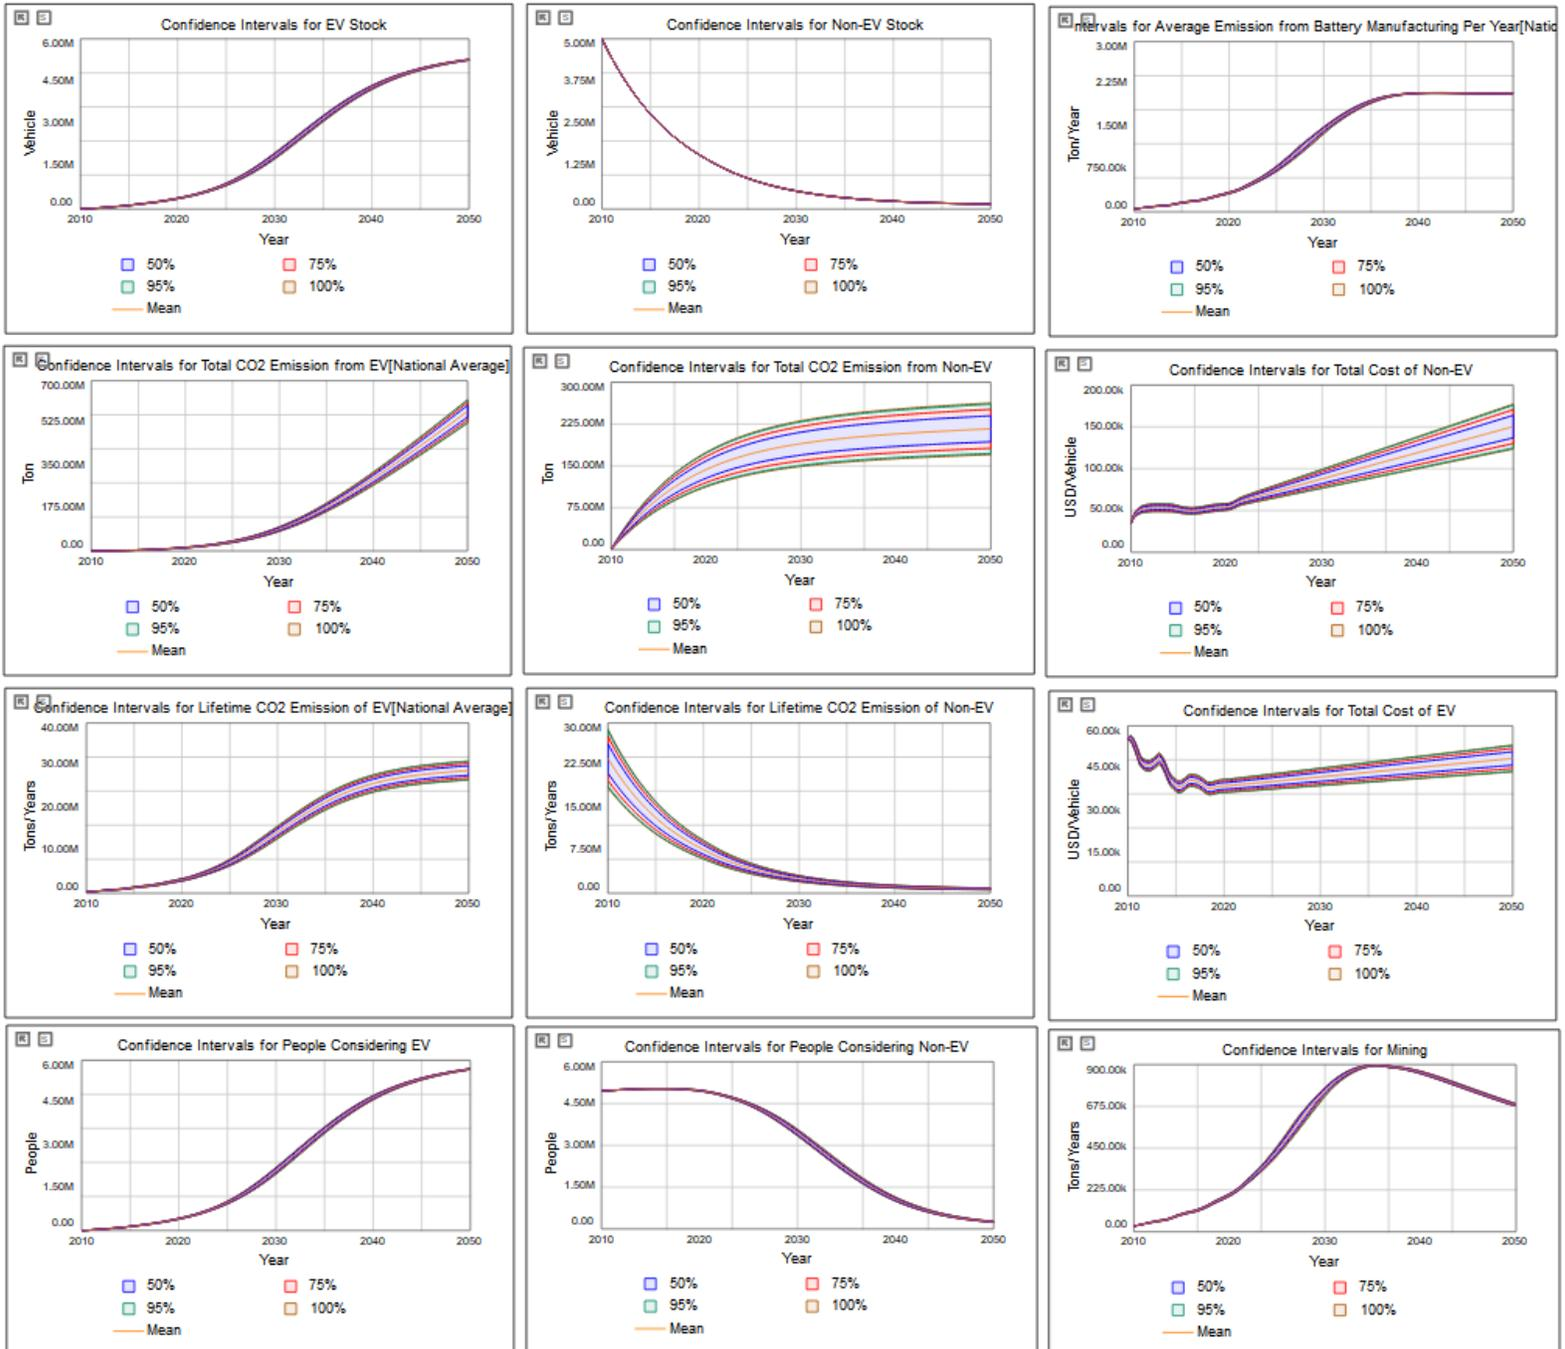 R S
Confidence Intervals for EV Stock
6.00M
4.50M
3.00M
1.50M
0.00
Vehicle
2010 2020 2030 2040 2050
Year
50% 75%
95% 100%
Mean
R S
Confidence Intervals for Non-EV Stock
5.00M
3.75M
2.50M
1.25M
0.00
Vehicle
2010 2020 2030 2040 2050
Year
50% 75%
95% 100%
Mean
R S
ntervals for Average Emission from Battery Manufacturing Per Year[Natio
3.00M
2.25M
1.50M
750.00k
0.00
Ton/Year
2010 2020 2030 2040 2050
Year
50% 75%
95% 100%
Mean
R S
Confidence Intervals for Total CO2 Emission from EV[National Average]
700.00M
525.00M
350.00M
175.00M
0.00
Ton
2010 2020 2030 2040 2050
Year
50% 75%
95% 100%
Mean
R S
Confidence Intervals for Total CO2 Emission from Non-EV
300.00M
225.00M
150.00M
75.00M
0.00
Ton
2010 2020 2030 2040 2050
Year
50% 75%
95% 100%
Mean
R S
Confidence Intervals for Total Cost of Non-EV
200.00k
150.00k
100.00k
50.00k
0.00
USD/Vehicle
2010 2020 2030 2040 2050
Year
50% 75%
95% 100%
Mean
R S
Confidence Intervals for Lifetime CO2 Emission of EV[National Average]
40.00M
30.00M
20.00M
10.00M
0.00
Tons/Years
2010 2020 2030 2040 2050
Year
50% 75%
95% 100%
Mean
R S
Confidence Intervals for Lifetime CO2 Emission of Non-EV
30.00M
22.50M
15.00M
7.50M
0.00
Tons/Years
2010 2020 2030 2040 2050
Year
50% 75%
95% 100%
Mean
R S
Confidence Intervals for Total Cost of EV
60.00k
45.00k
30.00k
15.00k
0.00
USD/Vehicle
2010 2020 2030 2040 2050
Year
50% 75%
95% 100%
Mean
R S
Confidence Intervals for People Considering EV
6.00M
4.50M
3.00M
1.50M
0.00
People
2010 2020 2030 2040 2050
Year
50% 75%
95% 100%
Mean
R S
Confidence Intervals for People Considering Non-EV
6.00M
4.50M
3.00M
1.50M
0.00
People
2010 2020 2030 2040 2050
Year
50% 75%
95% 100%
Mean
R S
Confidence Intervals for Mining
900.00k
675.00k
450.00k
225.00k
0.00
Tons/Years
2010 2020 2030 2040 2050
Year
50% 75%
95% 100%
Mean